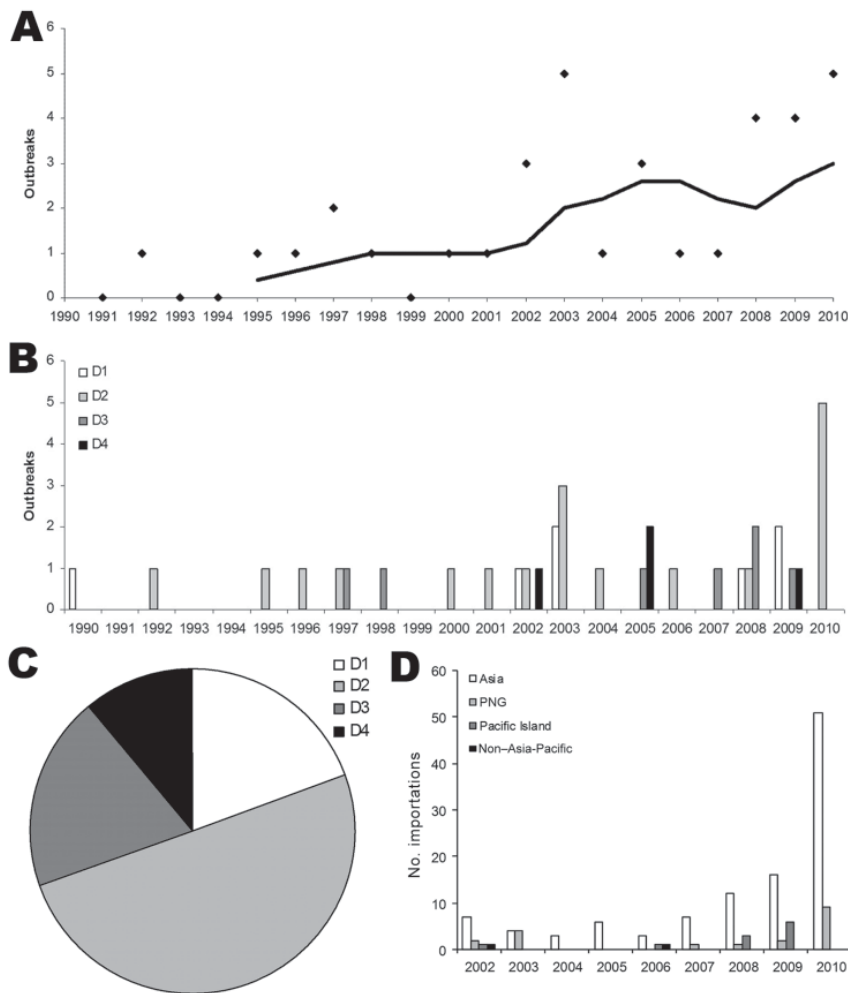 A
6
5
4
3
2
1
0
Outbreaks
1990 1991 1992 1993 1994 1995 1996 1997 1998 1999 2000 2001 2002 2003 2004 2005 2006 2007 2008 2009 2010
B
6
5
4
3
2
1
0
Outbreaks
D1
D2
D3
D4
1990 1991 1992 1993 1994 1995 1996 1997 1998 1999 2000 2001 2002 2003 2004 2005 2006 2007 2008 2009 2010
C
D1
D2
D3
D4
D
60
50
40
30
20
10
0
No. importations
Asia
PNG
Pacific Island
Non–Asia-Pacific
2002 2003 2004 2005 2006 2007 2008 2009 2010